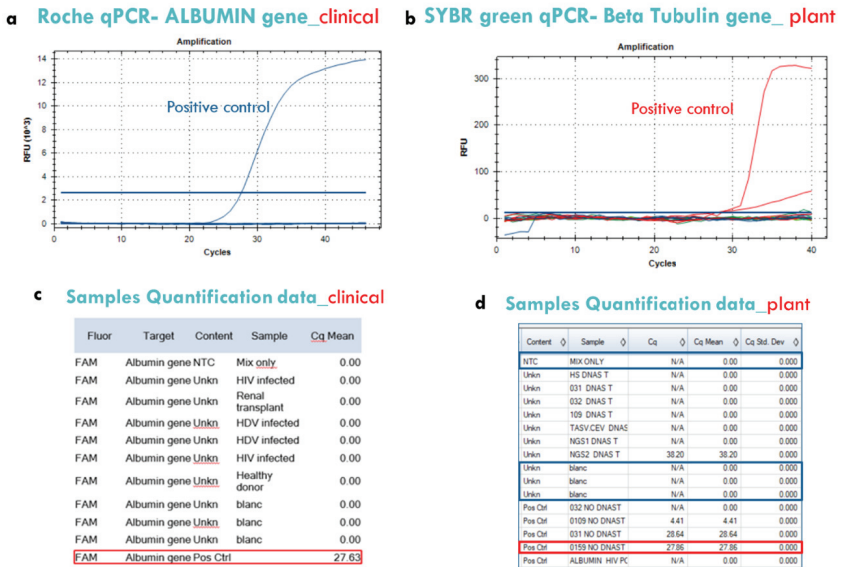 a Roche qPCR- ALBUMIN gene_clinical
Amplification
Positive control
RFU (10^3)
14
12
10
8
6
4
2
0
0 10 20 30 40
Cycles
b SYBR green qPCR- Beta Tubulin gene_ plant
Amplification
Positive control
RFU
300
200
100
0
0 10 20 30 40
Cycles
c Samples Quantification data_clinical
Fluor Target Content Sample Cq Mean
FAM Albumin gene NTC Mix only 0.00
FAM Albumin gene Unkn HIV infected 0.00
FAM Albumin gene Unkn Renal transplant 0.00
FAM Albumin gene Unkn HDV infected 0.00
FAM Albumin gene Unkn HDV infected 0.00
FAM Albumin gene Unkn HIV infected 0.00
FAM Albumin gene Unkn Healthy donor 0.00
FAM Albumin gene Unkn blanc 0.00
FAM Albumin gene Unkn blanc 0.00
FAM Albumin gene Unkn blanc 0.00
FAM Albumin gene Pos Ctrl 27.63
d Samples Quantification data_plant
Content Sample Cq Cq Mean Cq Std. Dev
NTC MIX ONLY N/A 0.00 0.000
Unkn HS DNAS T N/A 0.00 0.000
Unkn 031 DNAS T N/A 0.00 0.000
Unkn 032 DNAS T N/A 0.00 0.000
Unkn 109 DNAS T N/A 0.00 0.000
Unkn TASV.CEV DNAS N/A 0.00 0.000
Unkn NGS1 DNAS T N/A 0.00 0.000
Unkn NGS2 DNAS T 38.20 38.20 0.000
Unkn blanc N/A 0.00 0.000
Unkn blanc N/A 0.00 0.000
Unkn blanc N/A 0.00 0.000
Pos Ctrl 032 NO DNAST N/A 0.00 0.000
Pos Ctrl 0109 NO DNAST 4.41 4.41 0.000
Pos Ctrl 031 NO DNAST 28.64 28.64 0.000
Pos Ctrl 0159 NO DNAST 27.86 27.86 0.000
Pos Ctrl ALBUMIN HIV PC N/A 0.00 0.000